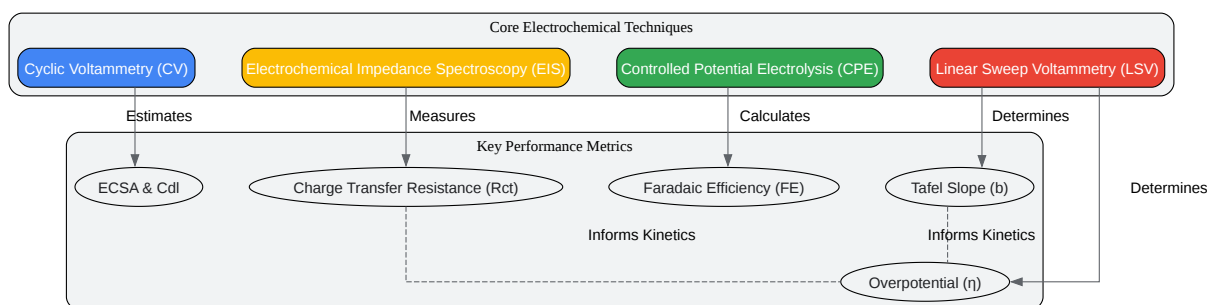 Core Electrochemical Techniques
Cyclic Voltammetry (CV)
Electrochemical Impedance Spectroscopy (EIS)
Controlled Potential Electrolysis (CPE)
Linear Sweep Voltammetry (LSV)
Estimates
Measures
Calculates
Determines
Key Performance Metrics
ECSA & Cdl
Charge Transfer Resistance (Rct)
Faradaic Efficiency (FE)
Tafel Slope (b)
Determines
Informs Kinetics
Informs Kinetics
Overpotential (η)